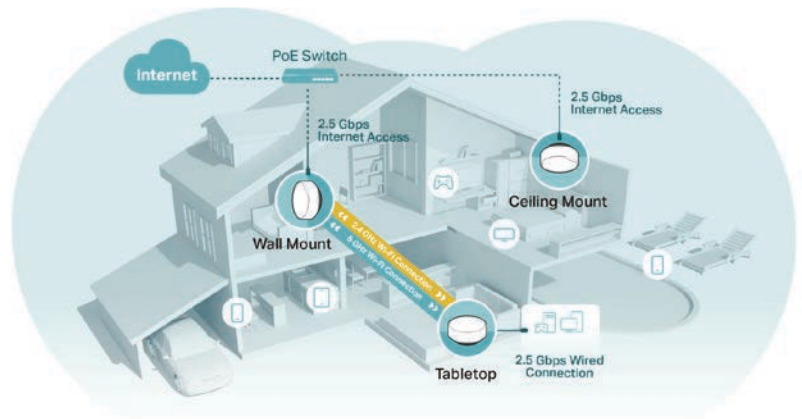 PoE Switch
Internet
2.5 Gbps
Internet Access
2.5 Gbps
Internet Access
Ceiling Mount
Wall Mount
2.4 GHz Wi-Fi Connection
5 GHz Wi-Fi Connection
Tabletop
2.5 Gbps Wired
Connection